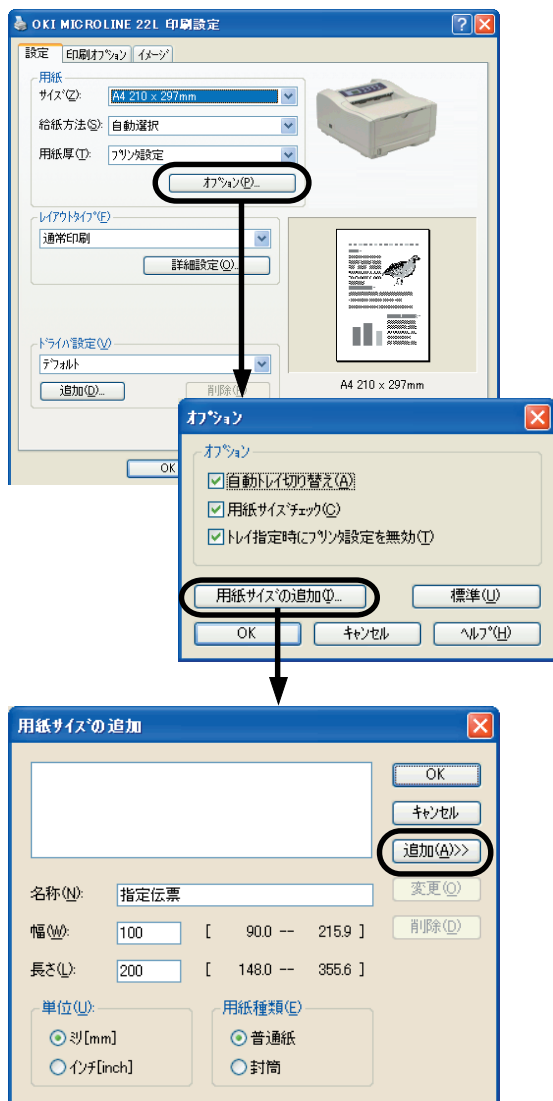 OKI MICROLINE 22L 印刷設定
設定 印刷オプション イメージ
用紙
サイズ(Z): A4 210 x 297mm
給紙方法(S): 自動選択
用紙厚(T): プリンタ設定
オプション(P)...
レイアウトタイプ(F)
通常印刷
詳細設定(O)...
ドライバ設定(V)
デフォルト
追加(D)... 削除
A4 210 x 297mm
OK
オプション
オプション
自動トレイ切り替え(A)
用紙サイズチェック(C)
トレイ指定時にプリンタ設定を無効(T)
用紙サイズの追加(I)... 標準(U)
OK キャンセル ヘルプ(H)
用紙サイズの追加
OK
キャンセル
追加(A)>>
名称(N): 指定伝票 変更(O)
幅(W): 100 [ 90.0 -- 215.9 ] 削除(D)
長さ(L): 200 [ 148.0 -- 355.6 ]
単位(U): 用紙種類(E)
ミリ[mm] 普通紙
インチ[inch] 封筒